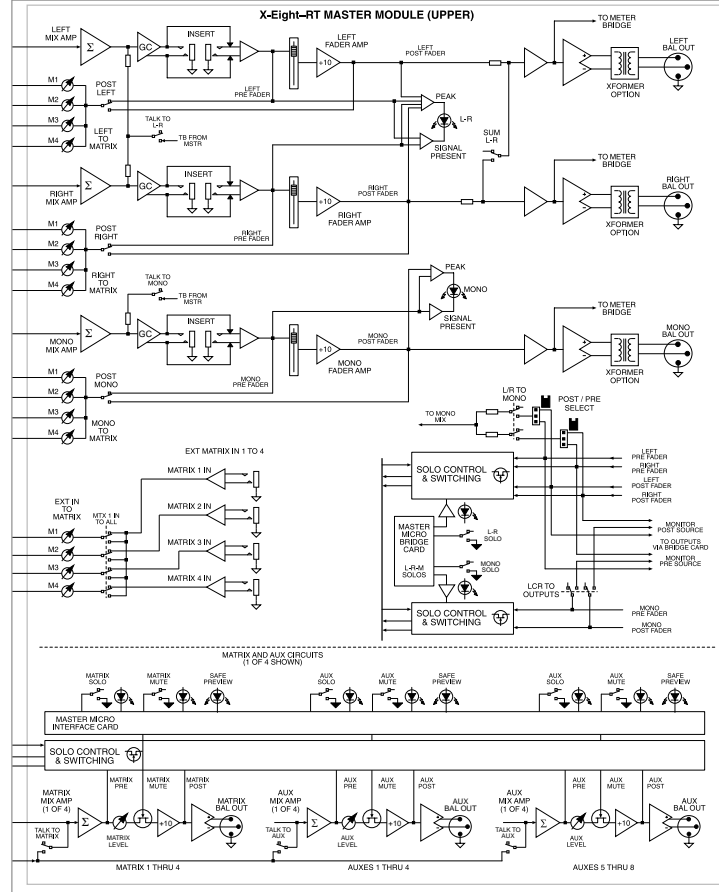 X-Eight–RT MASTER MODULE (UPPER)
LEFT
MIX AMP
Σ
GC
INSERT
+10
LEFT
FADER AMP
LEFT
POST FADER
TO METER
BRIDGE
LEFT
BAL OUT
XFORMER
OPTION
M1
M2
M3
M4
POST
LEFT
LEFT
TO
MATRIX
LEFT
PRE FADER
TALK TO
L-R
TB FROM
MSTR
PEAK
L-R
SIGNAL
PRESENT
SUM
L-R
RIGHT
MIX AMP
Σ
GC
INSERT
+10
RIGHT
FADER AMP
RIGHT
POST FADER
TO METER
BRIDGE
RIGHT
BAL OUT
XFORMER
OPTION
M1
M2
M3
M4
POST
RIGHT
RIGHT
TO
MATRIX
RIGHT
PRE FADER
TALK TO
MONO
TB FROM
MSTR
PEAK
MONO
SIGNAL
PRESENT
MONO
MIX AMP
Σ
GC
INSERT
+10
MONO
FADER AMP
MONO
POST FADER
TO METER
BRIDGE
MONO
BAL OUT
XFORMER
OPTION
M1
M2
M3
M4
POST
MONO
MONO
TO
MATRIX
MONO
PRE FADER
L/R TO
MONO
POST / PRE
SELECT
TO MONO
MIX
EXT MATRIX IN 1 TO 4
MATRIX 1 IN
MATRIX 2 IN
MATRIX 3 IN
MATRIX 4 IN
EXT IN
TO
MATRIX
MTX 1 IN
TO ALL
M1
M2
M3
M4
SOLO CONTROL
& SWITCHING
LEFT
PRE FADER
RIGHT
PRE FADER
LEFT
POST FADER
RIGHT
POST FADER
MASTER
MICRO
BRIDGE
CARD
L-R-M
SOLOS
L-R
SOLO
MONO
SOLO
MONITOR
POST SOURCE
TO OUTPUTS
VIA BRIDGE CARD
MONITOR
PRE SOURCE
LCR TO
OUTPUTS
SOLO CONTROL
& SWITCHING
MONO
PRE FADER
MONO
POST FADER
MATRIX AND AUX CIRCUITS
(1 OF 4 SHOWN)
MATRIX
SOLO
MATRIX
MUTE
SAFE
PREVIEW
AUX
SOLO
AUX
MUTE
SAFE
PREVIEW
AUX
SOLO
AUX
MUTE
SAFE
PREVIEW
MASTER MICRO
INTERFACE CARD
SOLO CONTROL
& SWITCHING
MATRIX
MIX AMP
(1 OF 4)
TALK TO
MATRIX
Σ
MATRIX
PRE
MATRIX
LEVEL
MATRIX
MUTE
+10
MATRIX
POST
MATRIX
BAL OUT
AUX
MIX AMP
(1 OF 4)
TALK TO
AUX
Σ
AUX
PRE
AUX
LEVEL
AUX
MUTE
+10
AUX
POST
AUX
BAL OUT
AUX
MIX AMP
(1 OF 4)
TALK TO
AUX
Σ
AUX
PRE
AUX
LEVEL
AUX
MUTE
+10
AUX
POST
AUX
BAL OUT
MATRIX 1 THRU 4
AUXES 1 THRU 4
AUXES 5 THRU 8